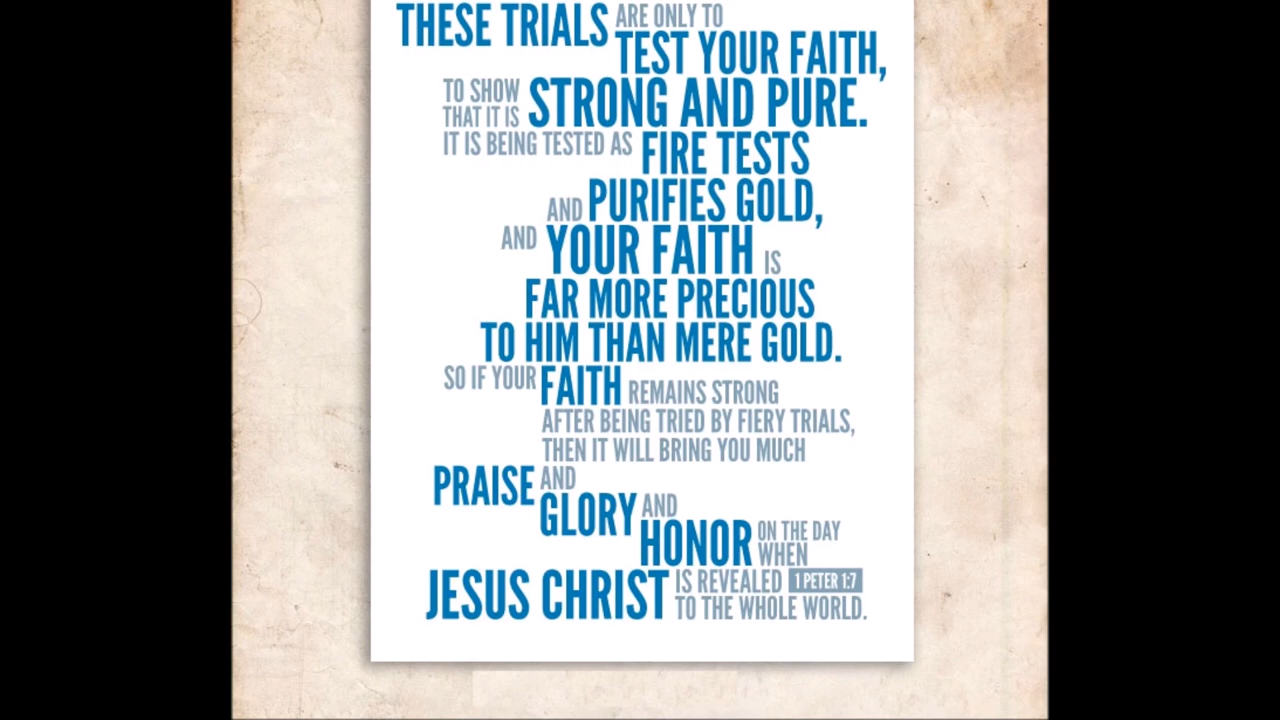 THESE TRIALS ARE ONLY TO
TEST YOUR FAITH,
TO SHOW
THAT IT IS STRONG AND PURE.
IT IS BEING TESTED AS FIRE TESTS
AND PURIFIES GOLD,
AND YOUR FAITH IS
FAR MORE PRECIOUS
TO HIM THAN MERE GOLD.
SO IF YOUR FAITH REMAINS STRONG
AFTER BEING TRIED BY FIERY TRIALS,
THEN IT WILL BRING YOU MUCH
PRAISE AND
GLORY AND
HONOR ON THE DAY
WHEN
JESUS CHRIST IS REVEALED 1 PETER 1:7
TO THE WHOLE WORLD.